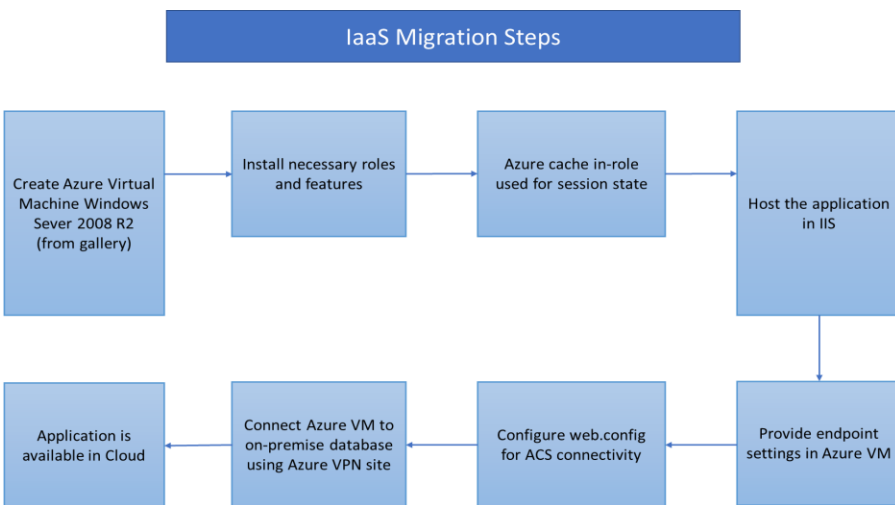 IaaS Migration Steps
Create Azure Virtual
Machine Windows
Sever 2008 R2
(from gallery)
Install necessary roles
and features
Azure cache in-role
used for session state
Host the application
in IIS
Provide endpoint
settings in Azure VM
Configure web.config
for ACS connectivity
Connect Azure VM to
on-premise database
using Azure VPN site
Application is
available in Cloud